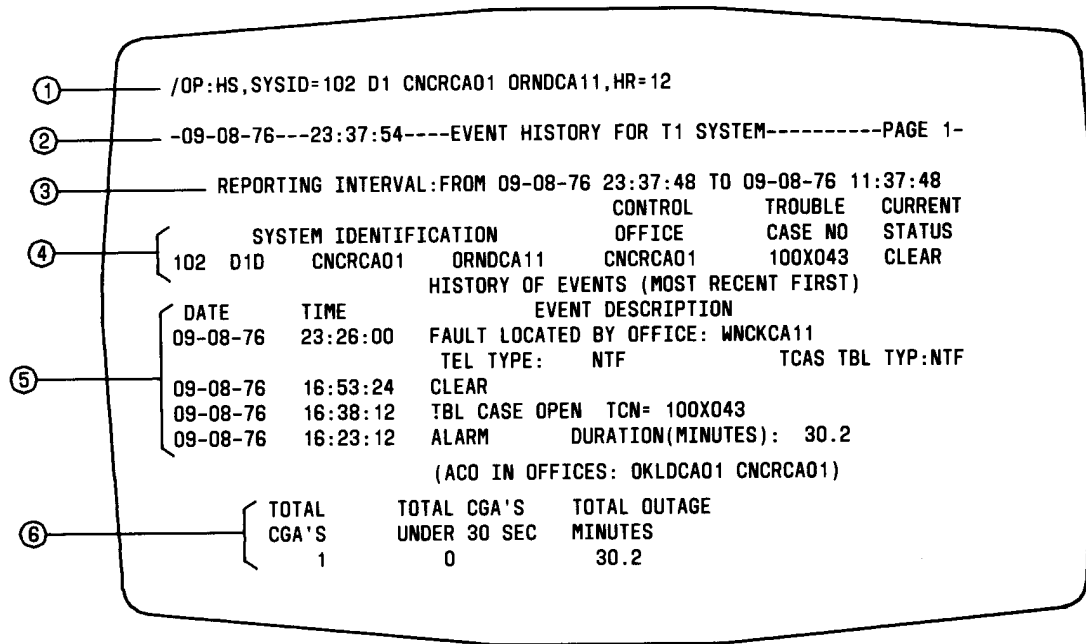 ① /OP:HS,SYSID=102 D1 CNCRCA01 ORNDCA11,HR=12
② -09-08-76---23:37:54----EVENT HISTORY FOR T1 SYSTEM----------PAGE 1-
③ REPORTING INTERVAL:FROM 09-08-76 23:37:48 TO 09-08-76 11:37:48
CONTROL TROUBLE CURRENT
④ SYSTEM IDENTIFICATION OFFICE CASE NO STATUS
102 D1D CNCRCA01 ORNDCA11 CNCRCA01 100X043 CLEAR
HISTORY OF EVENTS (MOST RECENT FIRST)
⑤ DATE TIME EVENT DESCRIPTION
09-08-76 23:26:00 FAULT LOCATED BY OFFICE: WNCKCA11
TEL TYPE: NTF TCAS TBL TYP:NTF
09-08-76 16:53:24 CLEAR
09-08-76 16:38:12 TBL CASE OPEN TCN= 100X043
09-08-76 16:23:12 ALARM DURATION(MINUTES): 30.2
(ACO IN OFFICES: OKLDCA01 CNCRCA01)
⑥ TOTAL TOTAL CGA'S TOTAL OUTAGE
CGA'S UNDER 30 SEC MINUTES
1 0 30.2